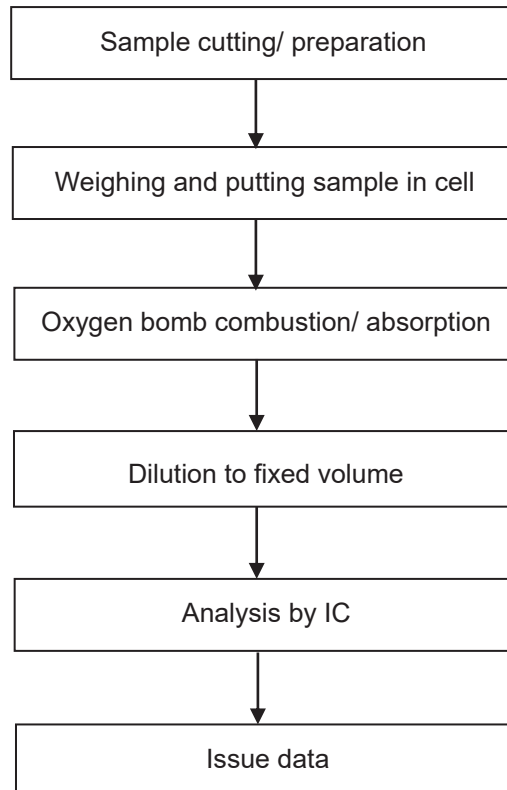 Sample cutting/ preparation
Weighing and putting sample in cell
Oxygen bomb combustion/ absorption
Dilution to fixed volume
Analysis by IC
Issue data